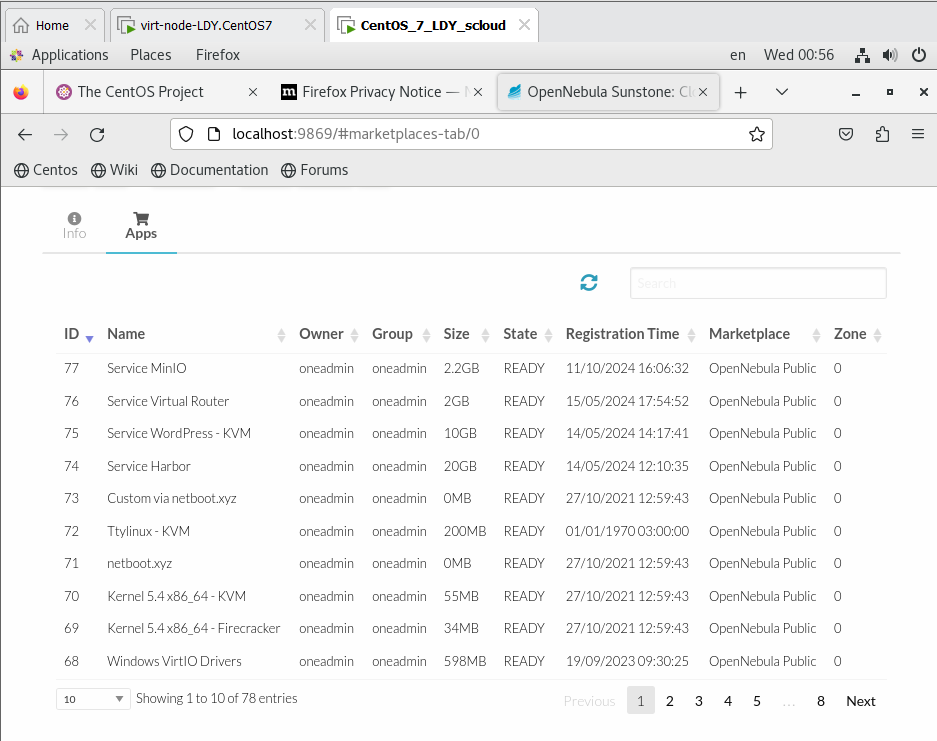 Home virt-node-LDY.CentOS7 CentOS_7_LDY_scloud
Applications Places Firefox en Wed 00:56
The CentOS Project Firefox Privacy Notice — OpenNebula Sunstone: Cl
localhost:9869/#marketplaces-tab/0
Centos Wiki Documentation Forums
Info Apps
Search
ID Name Owner Group Size State Registration Time Marketplace Zone
77 Service MinIO oneadmin oneadmin 2.2GB READY 11/10/2024 16:06:32 OpenNebula Public 0
76 Service Virtual Router oneadmin oneadmin 2GB READY 15/05/2024 17:54:52 OpenNebula Public 0
75 Service WordPress - KVM oneadmin oneadmin 10GB READY 14/05/2024 14:17:41 OpenNebula Public 0
74 Service Harbor oneadmin oneadmin 20GB READY 14/05/2024 12:10:35 OpenNebula Public 0
73 Custom via netboot.xyz oneadmin oneadmin 0MB READY 27/10/2021 12:59:43 OpenNebula Public 0
72 Ttylinux - KVM oneadmin oneadmin 200MB READY 01/01/1970 03:00:00 OpenNebula Public 0
71 netboot.xyz oneadmin oneadmin 0MB READY 27/10/2021 12:59:43 OpenNebula Public 0
70 Kernel 5.4 x86_64 - KVM oneadmin oneadmin 55MB READY 27/10/2021 12:59:43 OpenNebula Public 0
69 Kernel 5.4 x86_64 - Firecracker oneadmin oneadmin 34MB READY 27/10/2021 12:59:43 OpenNebula Public 0
68 Windows VirtIO Drivers oneadmin oneadmin 598MB READY 19/09/2023 09:30:25 OpenNebula Public 0
10 Showing 1 to 10 of 78 entries Previous 1 2 3 4 5 … 8 Next